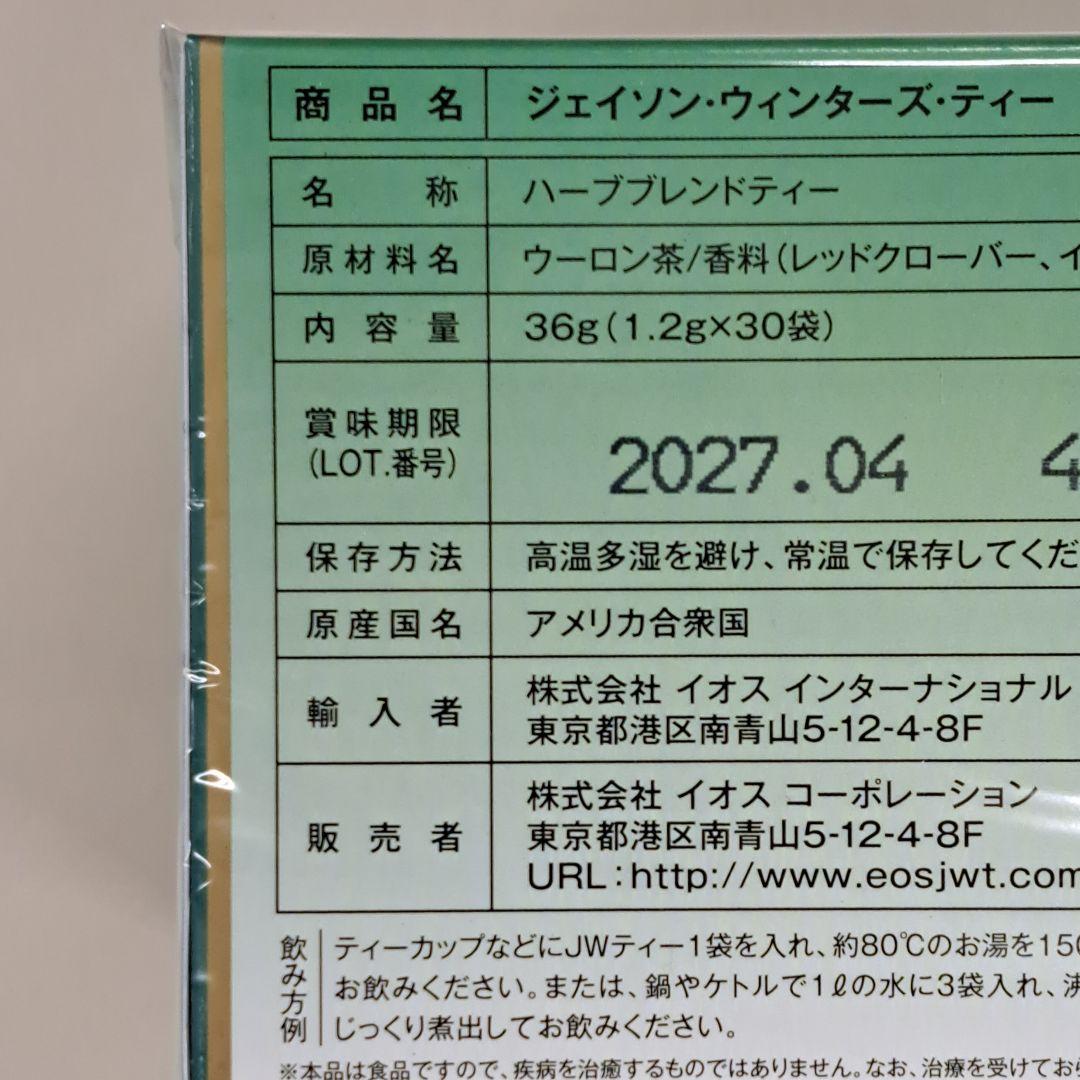 商品名 ジェイソン・ウィンターズ・ティー
名称 ハーブブレンドティー
原材料名 ウーロン茶/香料(レッドクローバー、イ
内容量 36g(1.2g×30袋)
賞味期限
(LOT.番号) 2027.04 4
保存方法 高温多湿を避け、常温で保存してくだ
原産国名 アメリカ合衆国
輸入者 株式会社 イオス インターナショナル
東京都港区南青山5-12-4-8F
販売者 株式会社 イオス コーポレーション
東京都港区南青山5-12-4-8F
URL:http://www.eosjwt.com
飲み方例
ティーカップなどにJWティー1袋を入れ、約80℃のお湯を150
お飲みください。または、鍋やケトルで1ℓの水に3袋入れ、沸
じっくり煮出してお飲みください。
※本品は食品ですので、疾病を治癒するものではありません。なお、治療を受けてお